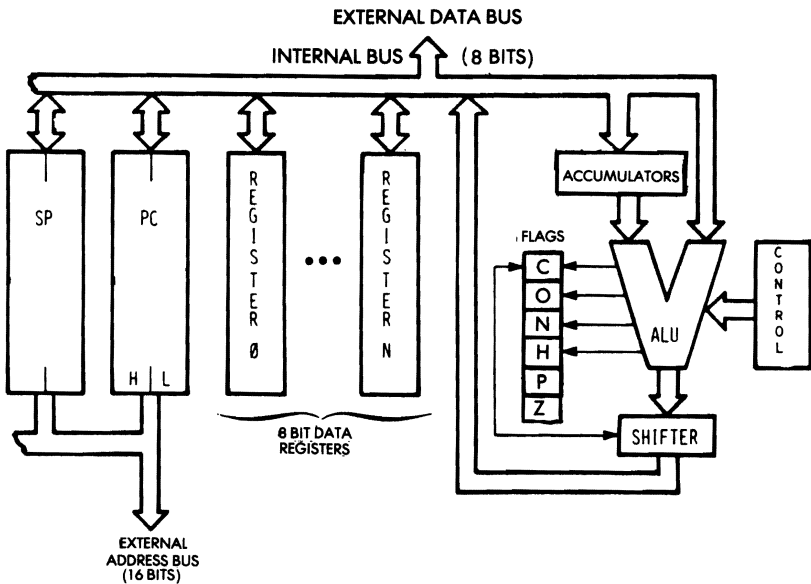 EXTERNAL DATA BUS
INTERNAL BUS (8 BITS)
SP
PC
H L
REGISTER Ø
•••
REGISTER N
8 BIT DATA
REGISTERS
EXTERNAL
ADDRESS BUS
(16 BITS)
ACCUMULATORS
FLAGS
C
O
N
H
P
Z
ALU
CONTROL
SHIFTER